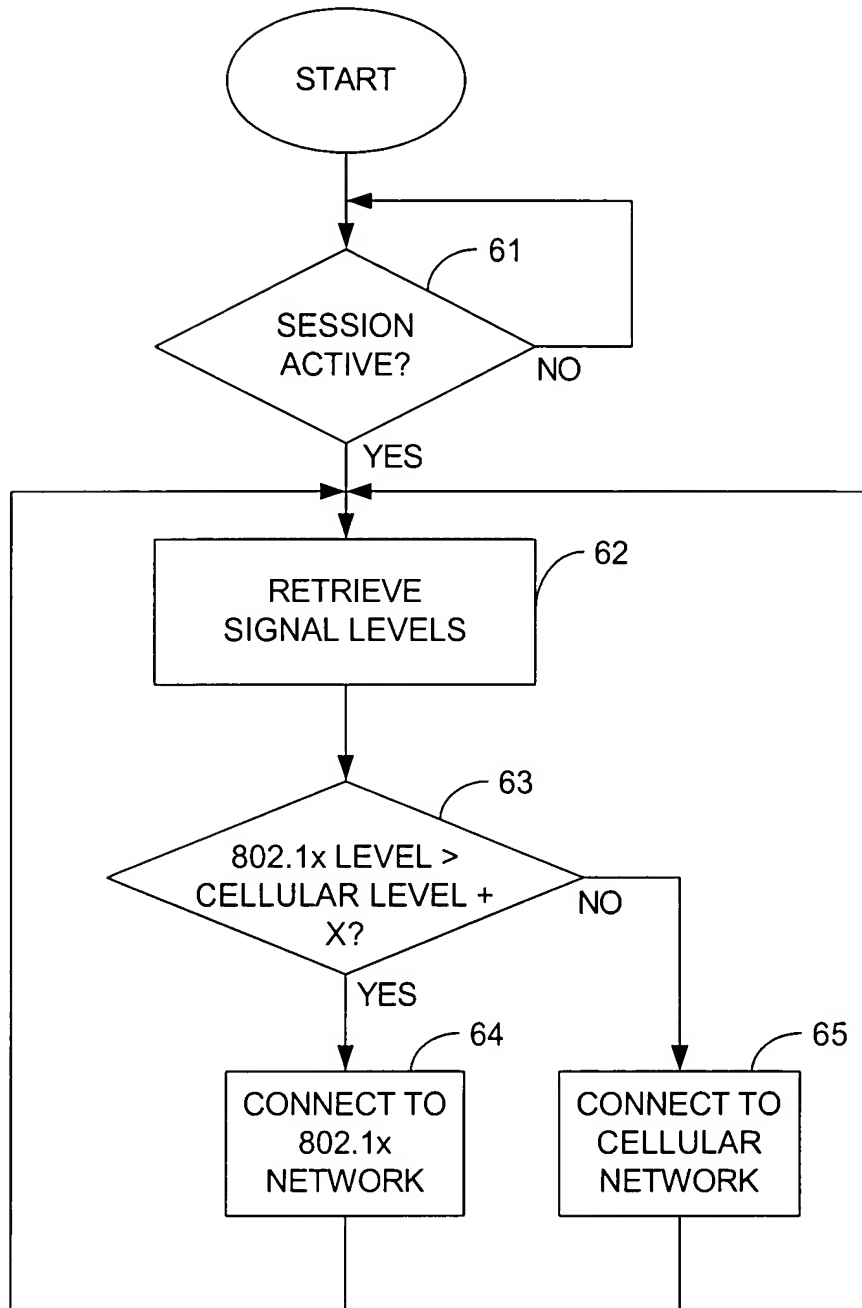 START
61
SESSION
ACTIVE?
NO
YES
62
RETRIEVE
SIGNAL LEVELS
63
802.1x LEVEL >
CELLULAR LEVEL +
X?
NO
YES
64
65
CONNECT TO
802.1x
NETWORK
CONNECT TO
CELLULAR
NETWORK